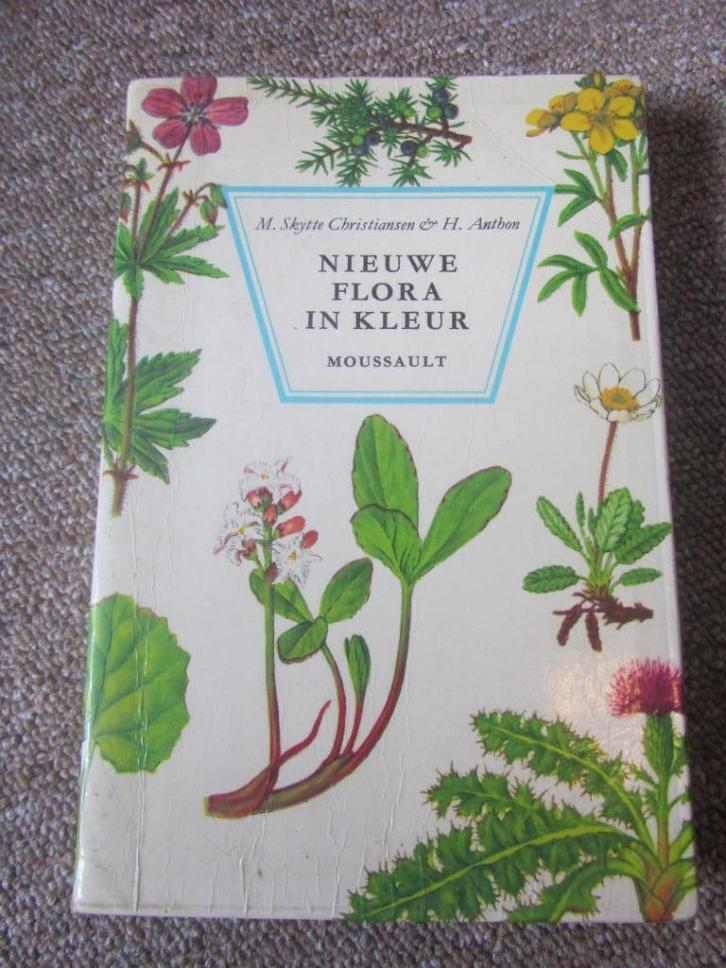 M. Skytte Christiansen & H. Anthon
NIEUWE
FLORA
IN KLEUR
MOUSSAULT